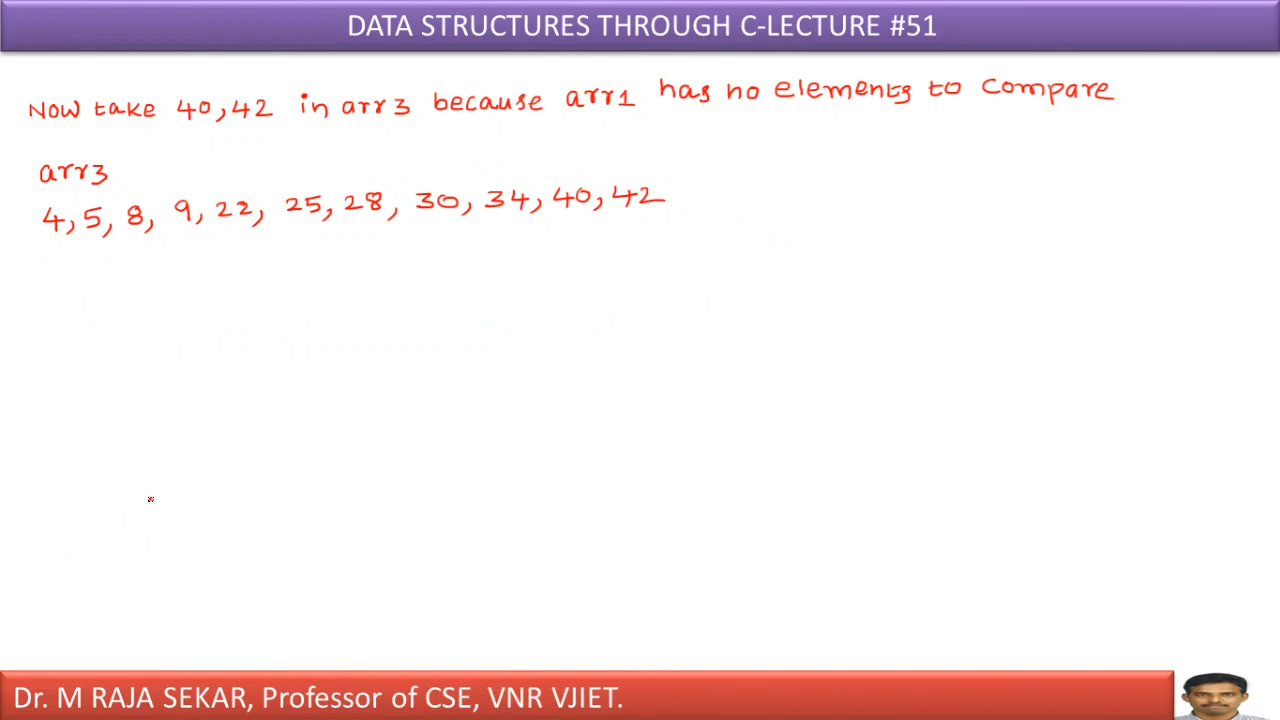 DATA STRUCTURES THROUGH C-LECTURE #51
Now take 40,42 in arr3 because arr1 has no elements to compare
arr3
4, 5, 8, 9, 22, 25, 28, 30, 34, 40, 42
Dr. M RAJA SEKAR, Professor of CSE, VNR VJIET.